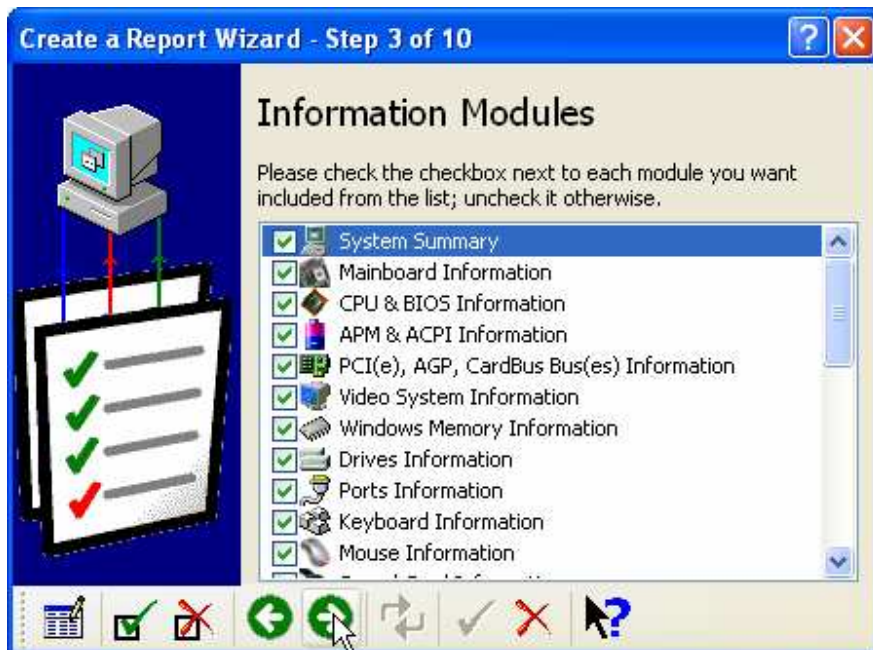 Create a Report Wizard - Step 3 of 10
Information Modules
Please check the checkbox next to each module you want
included from the list; uncheck it otherwise.
System Summary
Mainboard Information
CPU & BIOS Information
APM & ACPI Information
PCI(e), AGP, CardBus Bus(es) Information
Video System Information
Windows Memory Information
Drives Information
Ports Information
Keyboard Information
Mouse Information